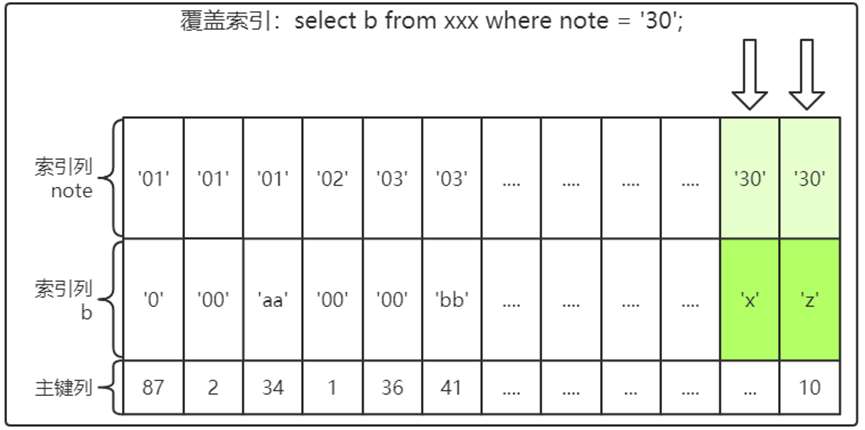 覆盖索引：select b from xxx where note = '30';
索引列
note
'01' '01' '01' '02' '03' '03' .... .... .... .... '30' '30'
索引列
b
'0' '00' 'aa' '00' '00' 'bb' .... .... .... .... 'x' 'z'
主键列
87 2 34 1 36 41 .... .... ... .... ... 10